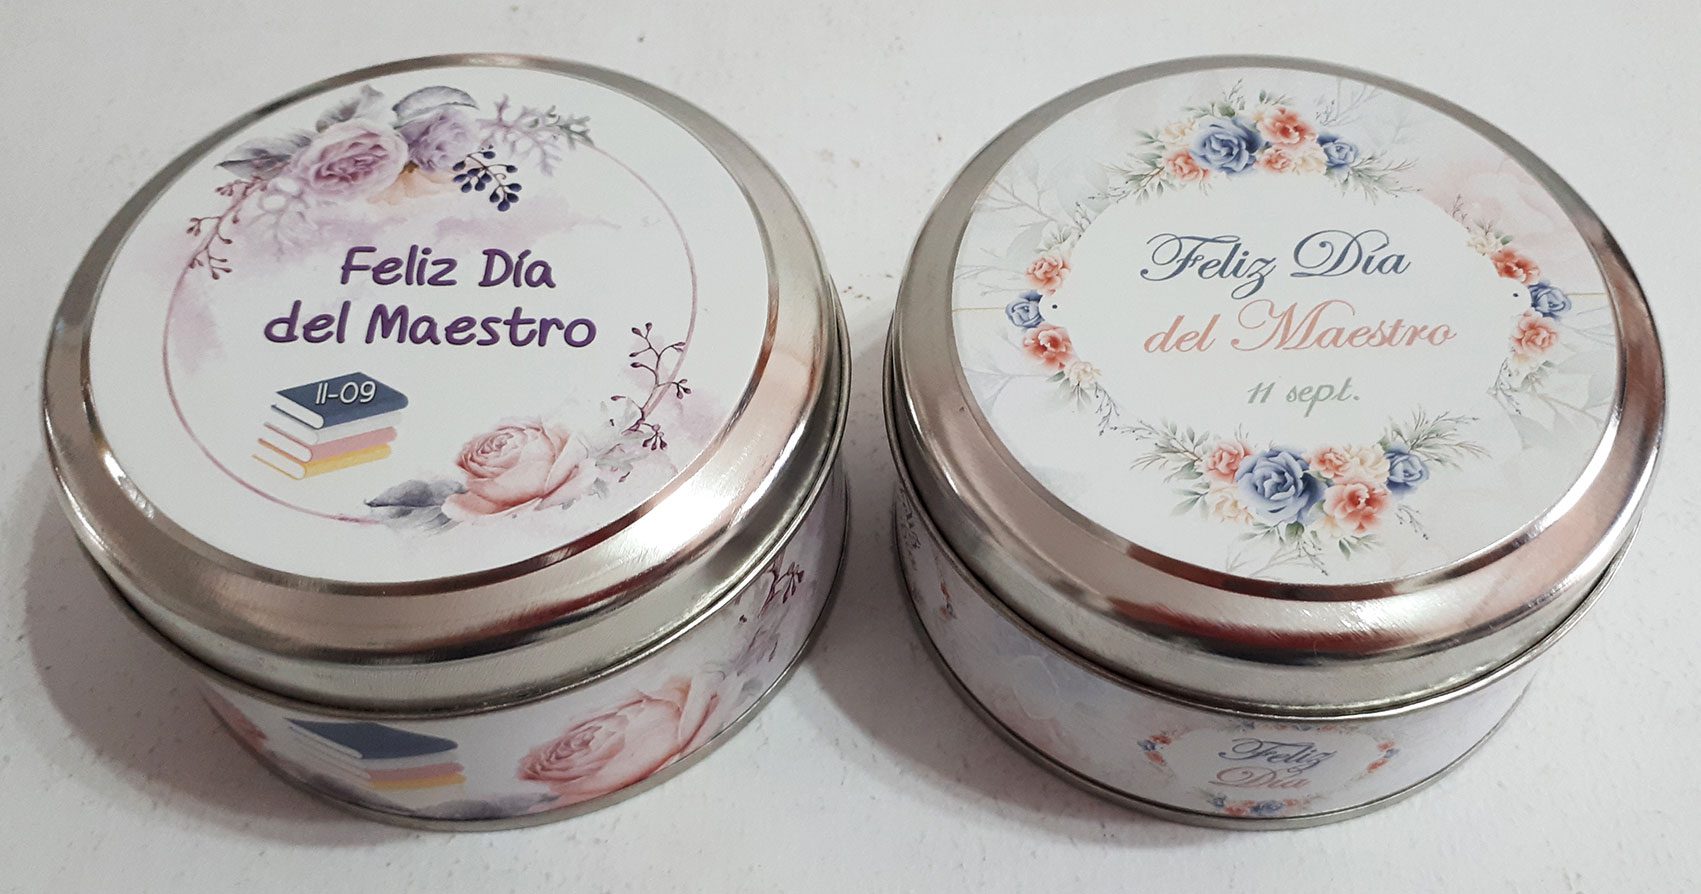 Feliz Día
del Maestro
11-09
Feliz Día
del Maestro
11 sept.
Feliz
Día